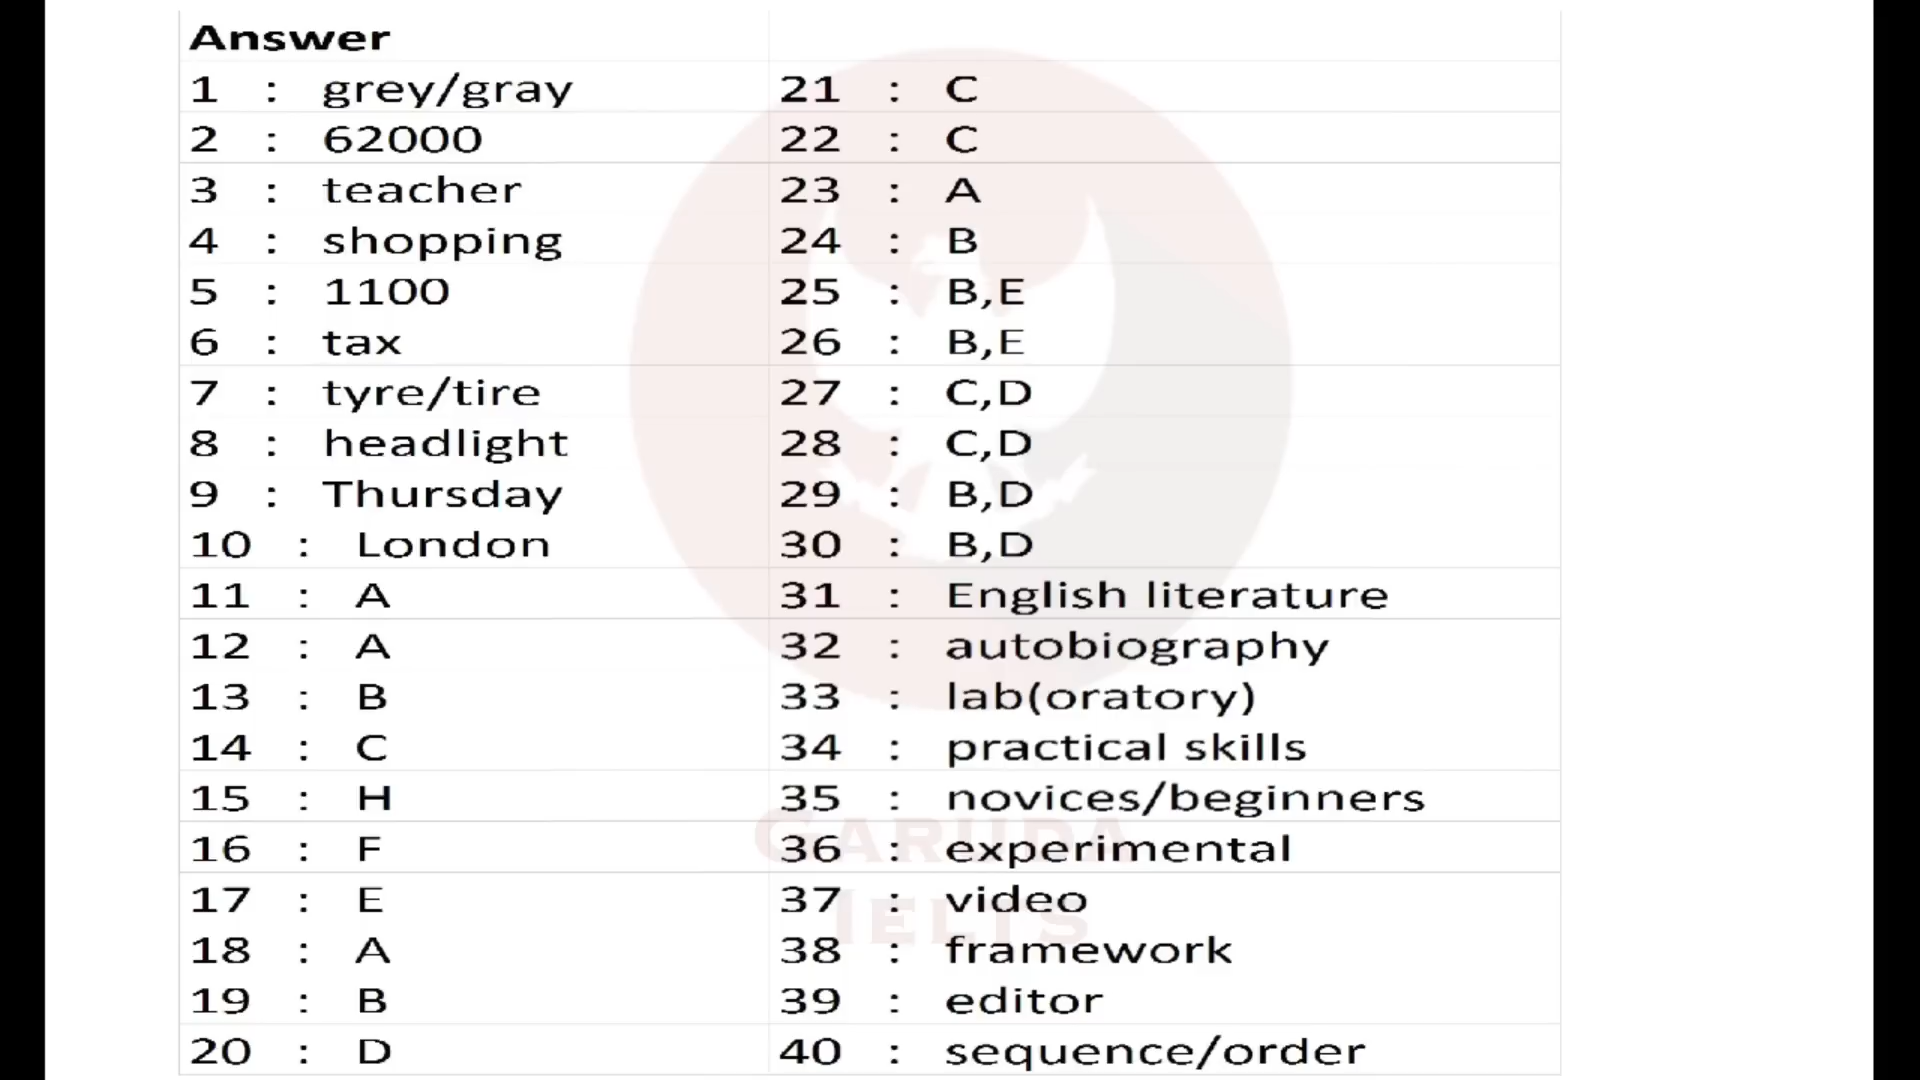 Answer
1 : grey/gray
2 : 62000
3 : teacher
4 : shopping
5 : 1100
6 : tax
7 : tyre/tire
8 : headlight
9 : Thursday
10 : London
11 : A
12 : A
13 : B
14 : C
15 : H
16 : F
17 : E
18 : A
19 : B
20 : D
21 : C
22 : C
23 : A
24 : B
25 : B,E
26 : B,E
27 : C,D
28 : C,D
29 : B,D
30 : B,D
31 : English literature
32 : autobiography
33 : lab(oratory)
34 : practical skills
35 : novices/beginners
36 : experimental
37 : video
38 : framework
39 : editor
40 : sequence/order
GARUDA
IELTS